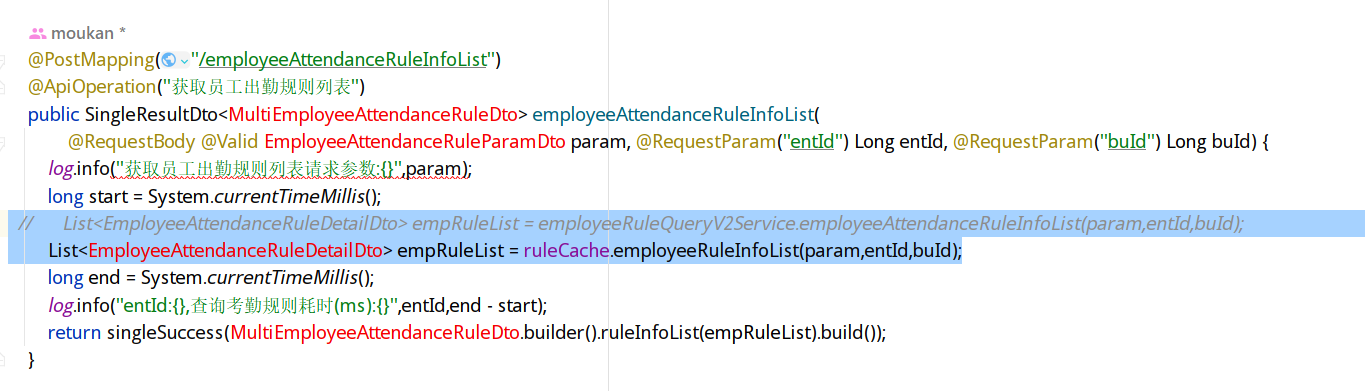 moukan *
@PostMapping("/employeeAttendanceRuleInfoList")
@ApiOperation("获取员工出勤规则列表")
public SingleResultDto<MultiEmployeeAttendanceRuleDto> employeeAttendanceRuleInfoList(
@RequestBody @Valid EmployeeAttendanceRuleParamDto param, @RequestParam("entId") Long entId, @RequestParam("buId") Long buId) {
log.info("获取员工出勤规则列表请求参数:{}",param);
long start = System.currentTimeMillis();
// List<EmployeeAttendanceRuleDetailDto> empRuleList = employeeRuleQueryV2Service.employeeAttendanceRuleInfoList(param,entId,buId);
List<EmployeeAttendanceRuleDetailDto> empRuleList = ruleCache.employeeRuleInfoList(param,entId,buId);
long end = System.currentTimeMillis();
log.info("entId:{},查询考勤规则耗时(ms):{}",entId,end - start);
return singleSuccess(MultiEmployeeAttendanceRuleDto.builder().ruleInfoList(empRuleList).build());
}